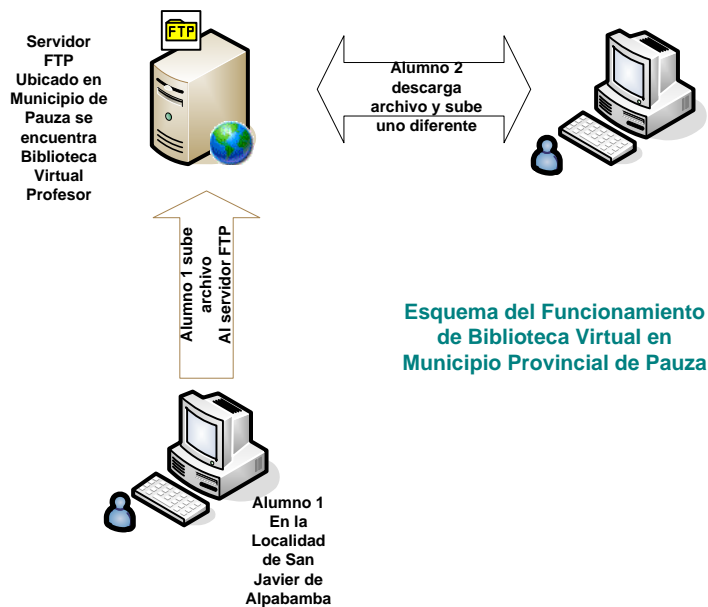 FTP
Servidor
FTP
Ubicado en
Municipio de
Pauza se
encuentra
Biblioteca
Virtual
Profesor
Alumno 2
descarga
archivo y sube
uno diferente
Alumno 1 sube
archivo
Al servidor FTP
Esquema del Funcionamiento
de Biblioteca Virtual en
Municipio Provincial de Pauza
Alumno 1
En la
Localidad
de San
Javier de
Alpabamba